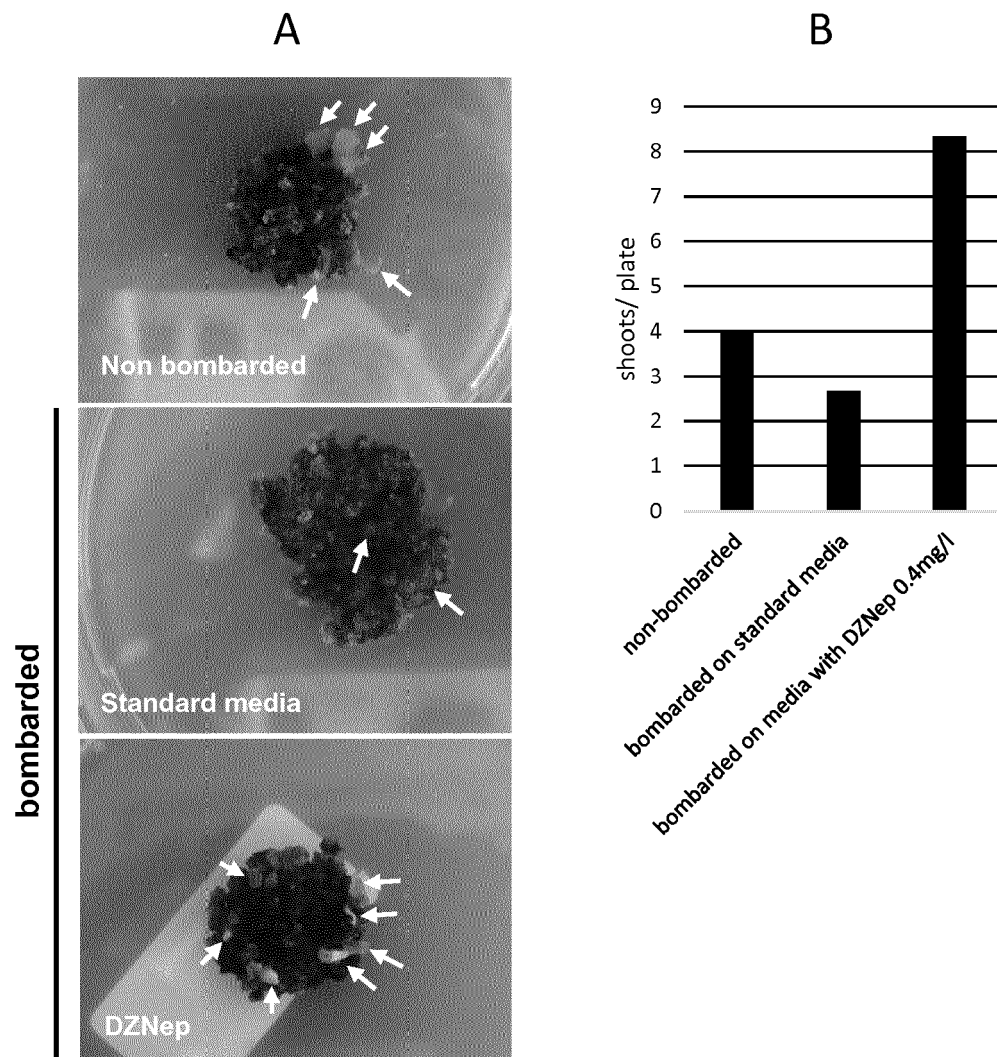 A
Non bombarded
bombarded
Standard media
DZNep
B
shoots/ plate
9
8
7
6
5
4
3
2
1
0
non-bombarded
bombarded on standard media
bombarded on media with DZNep 0.4mg/l